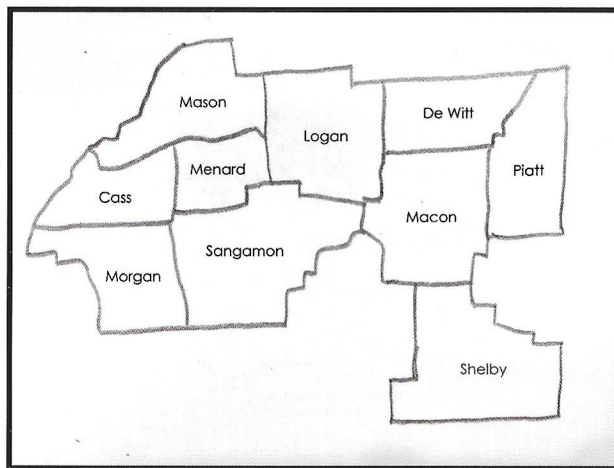 Mason
Logan
De Witt
Menard
Piatt
Cass
Macon
Sangamon
Morgan
Shelby